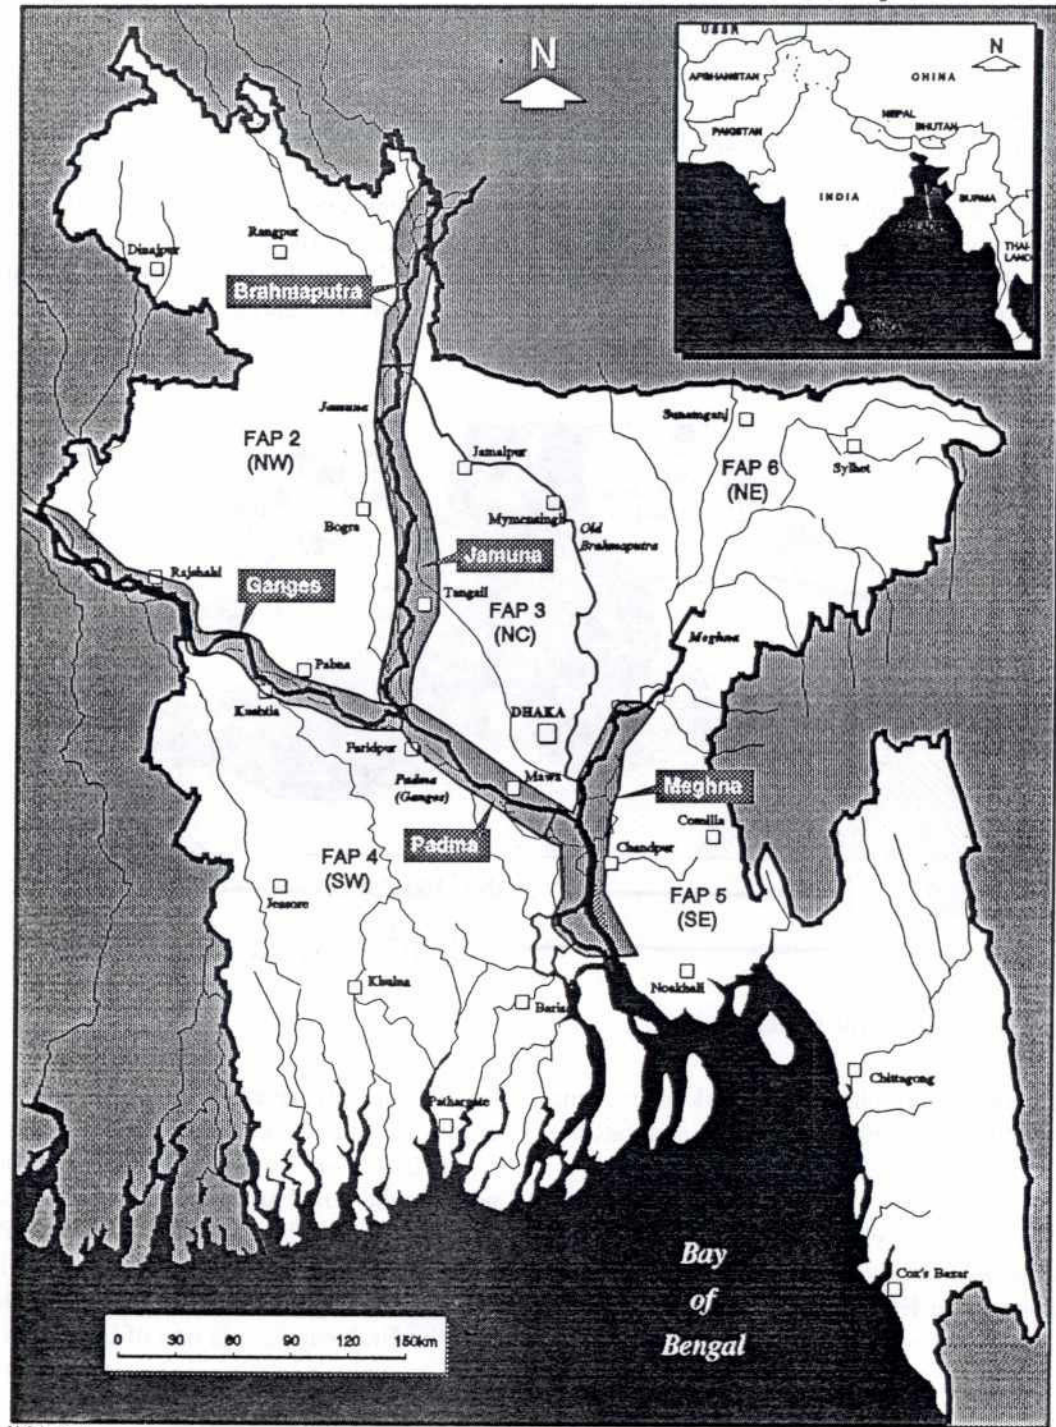 N
USSR
N
AFGHANISTAN
CHINA
PAKISTAN
NEPAL
BHUTAN
INDIA
BURMA
THAI-
LAND
Dinajpur
Rangpur
Brahmaputra
Jamuna
FAP 2
(NW)
Jamalpur
Sunamganj
FAP 6
(NE)
Sylhet
Bogra
Mymensingh
Old
Brahmaputra
Jamuna
Rajshahi
Ganges
Tangail
FAP 3
(NC)
Meghna
Pabna
Kushtia
DHAKA
Faridpur
Padma
(Ganges)
Mawa
Meghna
Comilla
Padma
Chandpur
FAP 4
(SW)
FAP 5
(SE)
Jessore
Khulna
Noakhali
Baris
Chittagong
Bay
of
Bengal
Cox's Bazar
0 30 60 90 120 150km